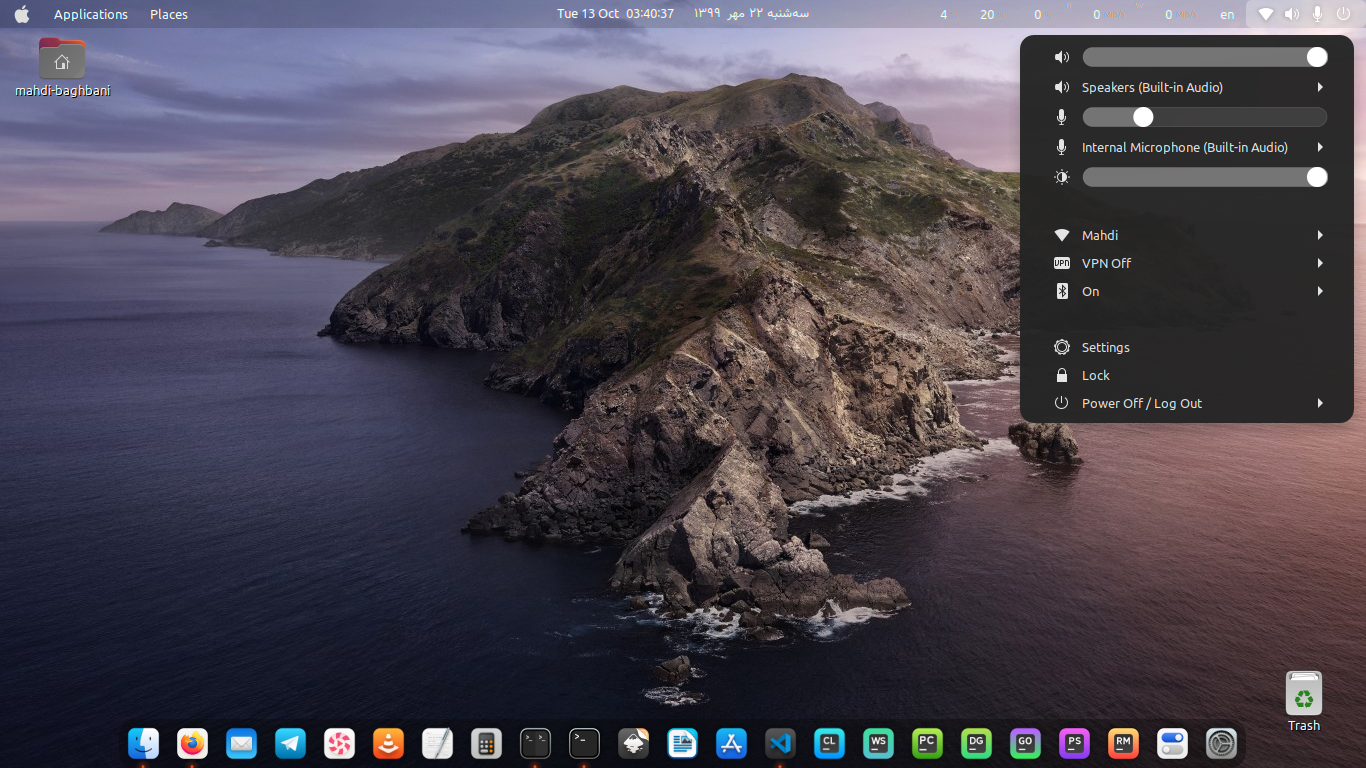 Applications Places Tue 13 Oct 03:40:37 سه‌شنبه ۲۲ مهر ۱۳۹۹ 4 20 0 0 0 en
mahdi-baghbani
Speakers (Built-in Audio)
Internal Microphone (Built-in Audio)
Mahdi
VPN VPN Off
On
Settings
Lock
Power Off / Log Out
Trash
CL WS PC DG GO PS RM